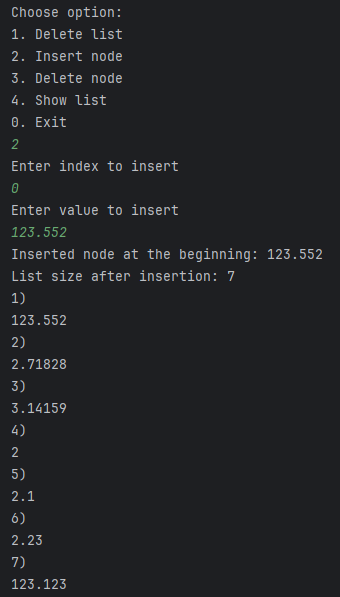 Choose option:
1. Delete list
2. Insert node
3. Delete node
4. Show list
0. Exit
2
Enter index to insert
0
Enter value to insert
123.552
Inserted node at the beginning: 123.552
List size after insertion: 7
1)
123.552
2)
2.71828
3)
3.14159
4)
2
5)
2.1
6)
2.23
7)
123.123